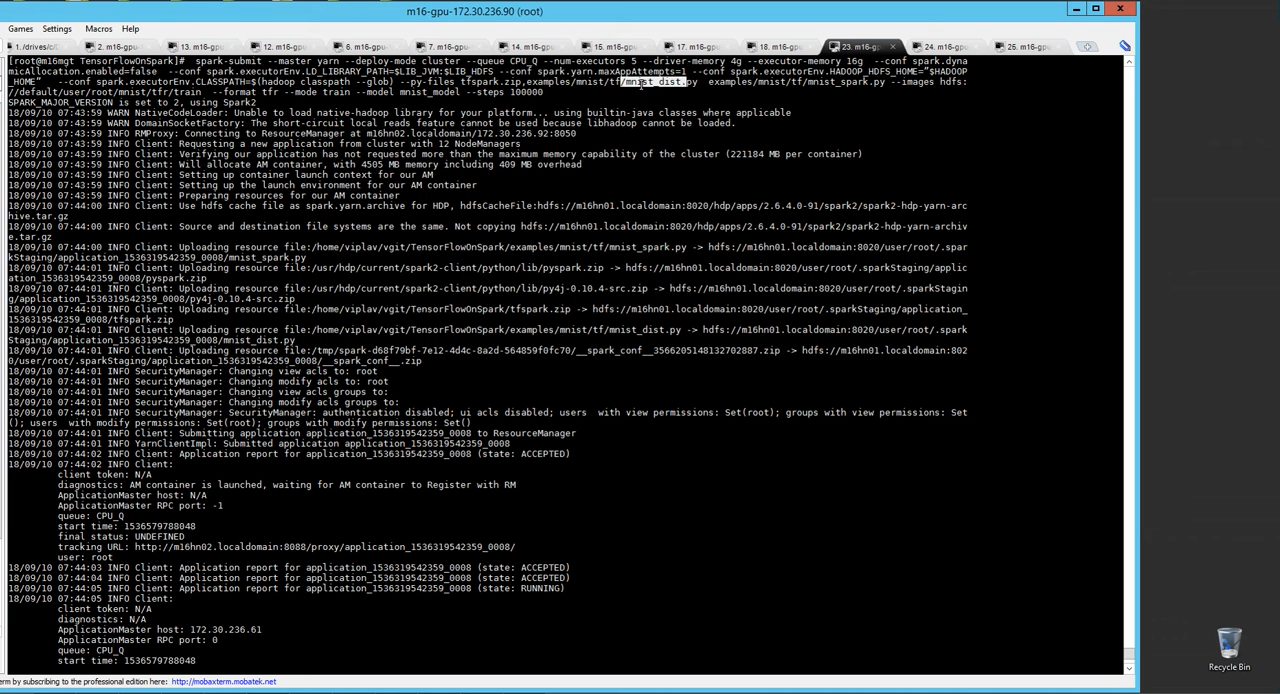 m16-gpu-172.30.236.90 (root)
Games Settings Macros Help
1. /drives/c/ 2. m16-gp 13. m16-gp 12. m16-gp 6. m16-gp 7. m16-gp 14. m16-gp 15. m16-gp 17. m16-gp 18. m16-gp 23. m16-gp 24. m16-gp 25. m16-gp
[root@m16mgt TensorFlowOnSpark]#  spark-submit --master yarn --deploy-mode cluster --queue CPU_Q --num-executors 5 --driver-memory 4g --executor-memory 16g  --conf spark.dyna
micAllocation.enabled=false  --conf spark.executorEnv.LD_LIBRARY_PATH=$LIB_JVM:$LIB_HDFS --conf spark.yarn.maxAppAttempts=1 --conf spark.executorEnv.HADOOP_HDFS_HOME="$HADOOP
_HOME"  --conf spark.executorEnv.CLASSPATH=$(hadoop classpath --glob) --py-files tfspark.zip,examples/mnist/tf/mnist_dist.py  examples/mnist/tf/mnist_spark.py --images hdfs:
//default/user/root/mnist/tfr/train  --format tfr --mode train --model mnist_model --steps 100000
SPARK_MAJOR_VERSION is set to 2, using Spark2
18/09/10 07:43:59 WARN NativeCodeLoader: Unable to load native-hadoop library for your platform... using builtin-java classes where applicable
18/09/10 07:43:59 WARN DomainSocketFactory: The short-circuit local reads feature cannot be used because libhadoop cannot be loaded.
18/09/10 07:43:59 INFO RMProxy: Connecting to ResourceManager at m16hn02.localdomain/172.30.236.92:8050
18/09/10 07:43:59 INFO Client: Requesting a new application from cluster with 12 NodeManagers
18/09/10 07:43:59 INFO Client: Verifying our application has not requested more than the maximum memory capability of the cluster (221184 MB per container)
18/09/10 07:43:59 INFO Client: Will allocate AM container, with 4505 MB memory including 409 MB overhead
18/09/10 07:43:59 INFO Client: Setting up container launch context for our AM
18/09/10 07:43:59 INFO Client: Setting up the launch environment for our AM container
18/09/10 07:43:59 INFO Client: Preparing resources for our AM container
18/09/10 07:44:00 INFO Client: Use hdfs cache file as spark.yarn.archive for HDP, hdfsCacheFile:hdfs://m16hn01.localdomain:8020/hdp/apps/2.6.4.0-91/spark2/spark2-hdp-yarn-arc
hive.tar.gz
18/09/10 07:44:00 INFO Client: Source and destination file systems are the same. Not copying hdfs://m16hn01.localdomain:8020/hdp/apps/2.6.4.0-91/spark2/spark2-hdp-yarn-archiv
e.tar.gz
18/09/10 07:44:00 INFO Client: Uploading resource file:/home/viplav/vgit/TensorFlowOnSpark/examples/mnist/tf/mnist_spark.py -> hdfs://m16hn01.localdomain:8020/user/root/.spar
kStaging/application_1536319542359_0008/mnist_spark.py
18/09/10 07:44:01 INFO Client: Uploading resource file:/usr/hdp/current/spark2-client/python/lib/pyspark.zip -> hdfs://m16hn01.localdomain:8020/user/root/.sparkStaging/applic
ation_1536319542359_0008/pyspark.zip
18/09/10 07:44:01 INFO Client: Uploading resource file:/usr/hdp/current/spark2-client/python/lib/py4j-0.10.4-src.zip -> hdfs://m16hn01.localdomain:8020/user/root/.sparkStagin
g/application_1536319542359_0008/py4j-0.10.4-src.zip
18/09/10 07:44:01 INFO Client: Uploading resource file:/home/viplav/vgit/TensorFlowOnSpark/tfspark.zip -> hdfs://m16hn01.localdomain:8020/user/root/.sparkStaging/application_
1536319542359_0008/tfspark.zip
18/09/10 07:44:01 INFO Client: Uploading resource file:/home/viplav/vgit/TensorFlowOnSpark/examples/mnist/tf/mnist_dist.py -> hdfs://m16hn01.localdomain:8020/user/root/.spark
Staging/application_1536319542359_0008/mnist_dist.py
18/09/10 07:44:01 INFO Client: Uploading resource file:/tmp/spark-d68f79bf-7e12-4d4c-8a2d-564859f0fc70/__spark_conf__3566205148132702887.zip -> hdfs://m16hn01.localdomain:802
0/user/root/.sparkStaging/application_1536319542359_0008/__spark_conf__.zip
18/09/10 07:44:01 INFO SecurityManager: Changing view acls to: root
18/09/10 07:44:01 INFO SecurityManager: Changing modify acls to: root
18/09/10 07:44:01 INFO SecurityManager: Changing view acls groups to:
18/09/10 07:44:01 INFO SecurityManager: Changing modify acls groups to:
18/09/10 07:44:01 INFO SecurityManager: SecurityManager: authentication disabled; ui acls disabled; users  with view permissions: Set(root); groups with view permissions: Set
(); users  with modify permissions: Set(root); groups with modify permissions: Set()
18/09/10 07:44:01 INFO Client: Submitting application application_1536319542359_0008 to ResourceManager
18/09/10 07:44:01 INFO YarnClientImpl: Submitted application application_1536319542359_0008
18/09/10 07:44:02 INFO Client: Application report for application_1536319542359_0008 (state: ACCEPTED)
18/09/10 07:44:02 INFO Client:
client token: N/A
diagnostics: AM container is launched, waiting for AM container to Register with RM
ApplicationMaster host: N/A
ApplicationMaster RPC port: -1
queue: CPU_Q
start time: 1536579788048
final status: UNDEFINED
tracking URL: http://m16hn02.localdomain:8088/proxy/application_1536319542359_0008/
user: root
18/09/10 07:44:03 INFO Client: Application report for application_1536319542359_0008 (state: ACCEPTED)
18/09/10 07:44:04 INFO Client: Application report for application_1536319542359_0008 (state: ACCEPTED)
18/09/10 07:44:05 INFO Client: Application report for application_1536319542359_0008 (state: RUNNING)
18/09/10 07:44:05 INFO Client:
client token: N/A
diagnostics: N/A
ApplicationMaster host: 172.30.236.61
ApplicationMaster RPC port: 0
queue: CPU_Q
start time: 1536579788048
Recycle Bin
term by subscribing to the professional edition here: http://mobaxterm.mobatek.net